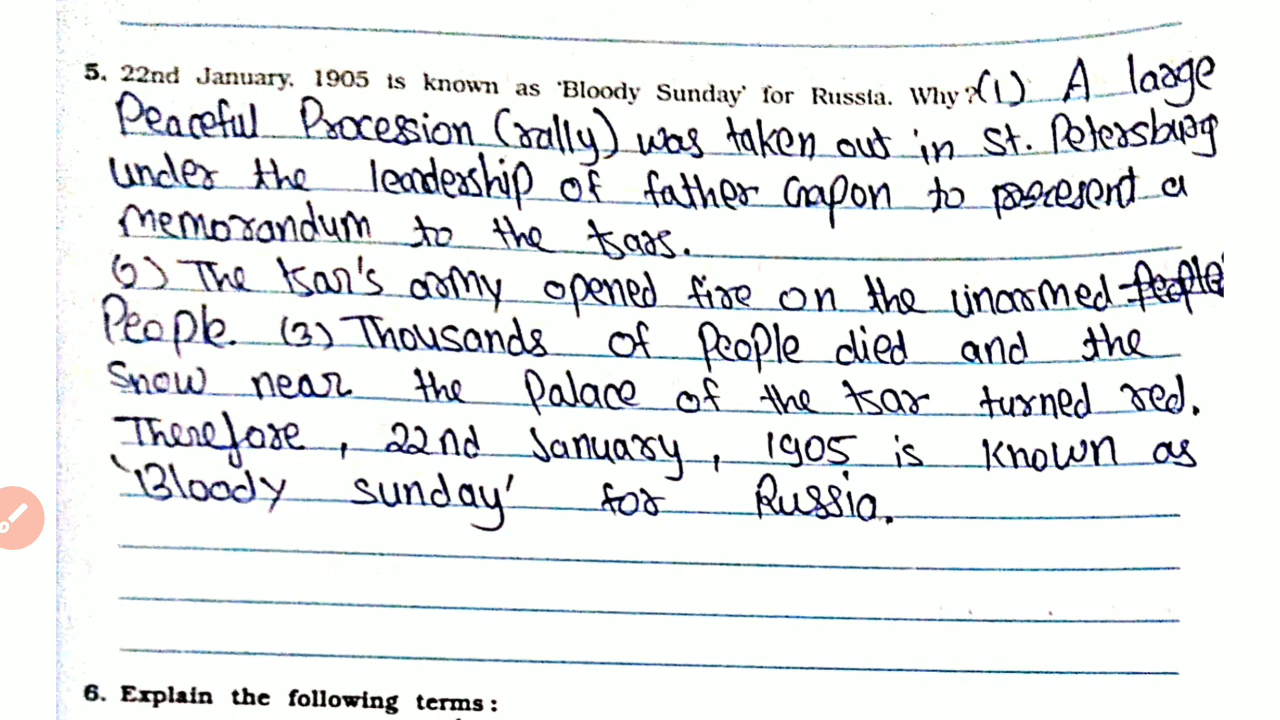 5. 22nd January, 1905 is known as 'Bloody Sunday' for Russia. Why? (1) A large
Peaceful Procession (rally) was taken out in St. Petersburg
under the leadership of father Gapon to present a
memorandum to the tsars.
(2) The tsar's army opened fire on the unarmed people
People. (3) Thousands of people died and the
Snow near the Palace of the tsar turned red.
Therefore, 22nd January, 1905 is known as
'Bloody Sunday' for Russia.
6. Explain the following terms :